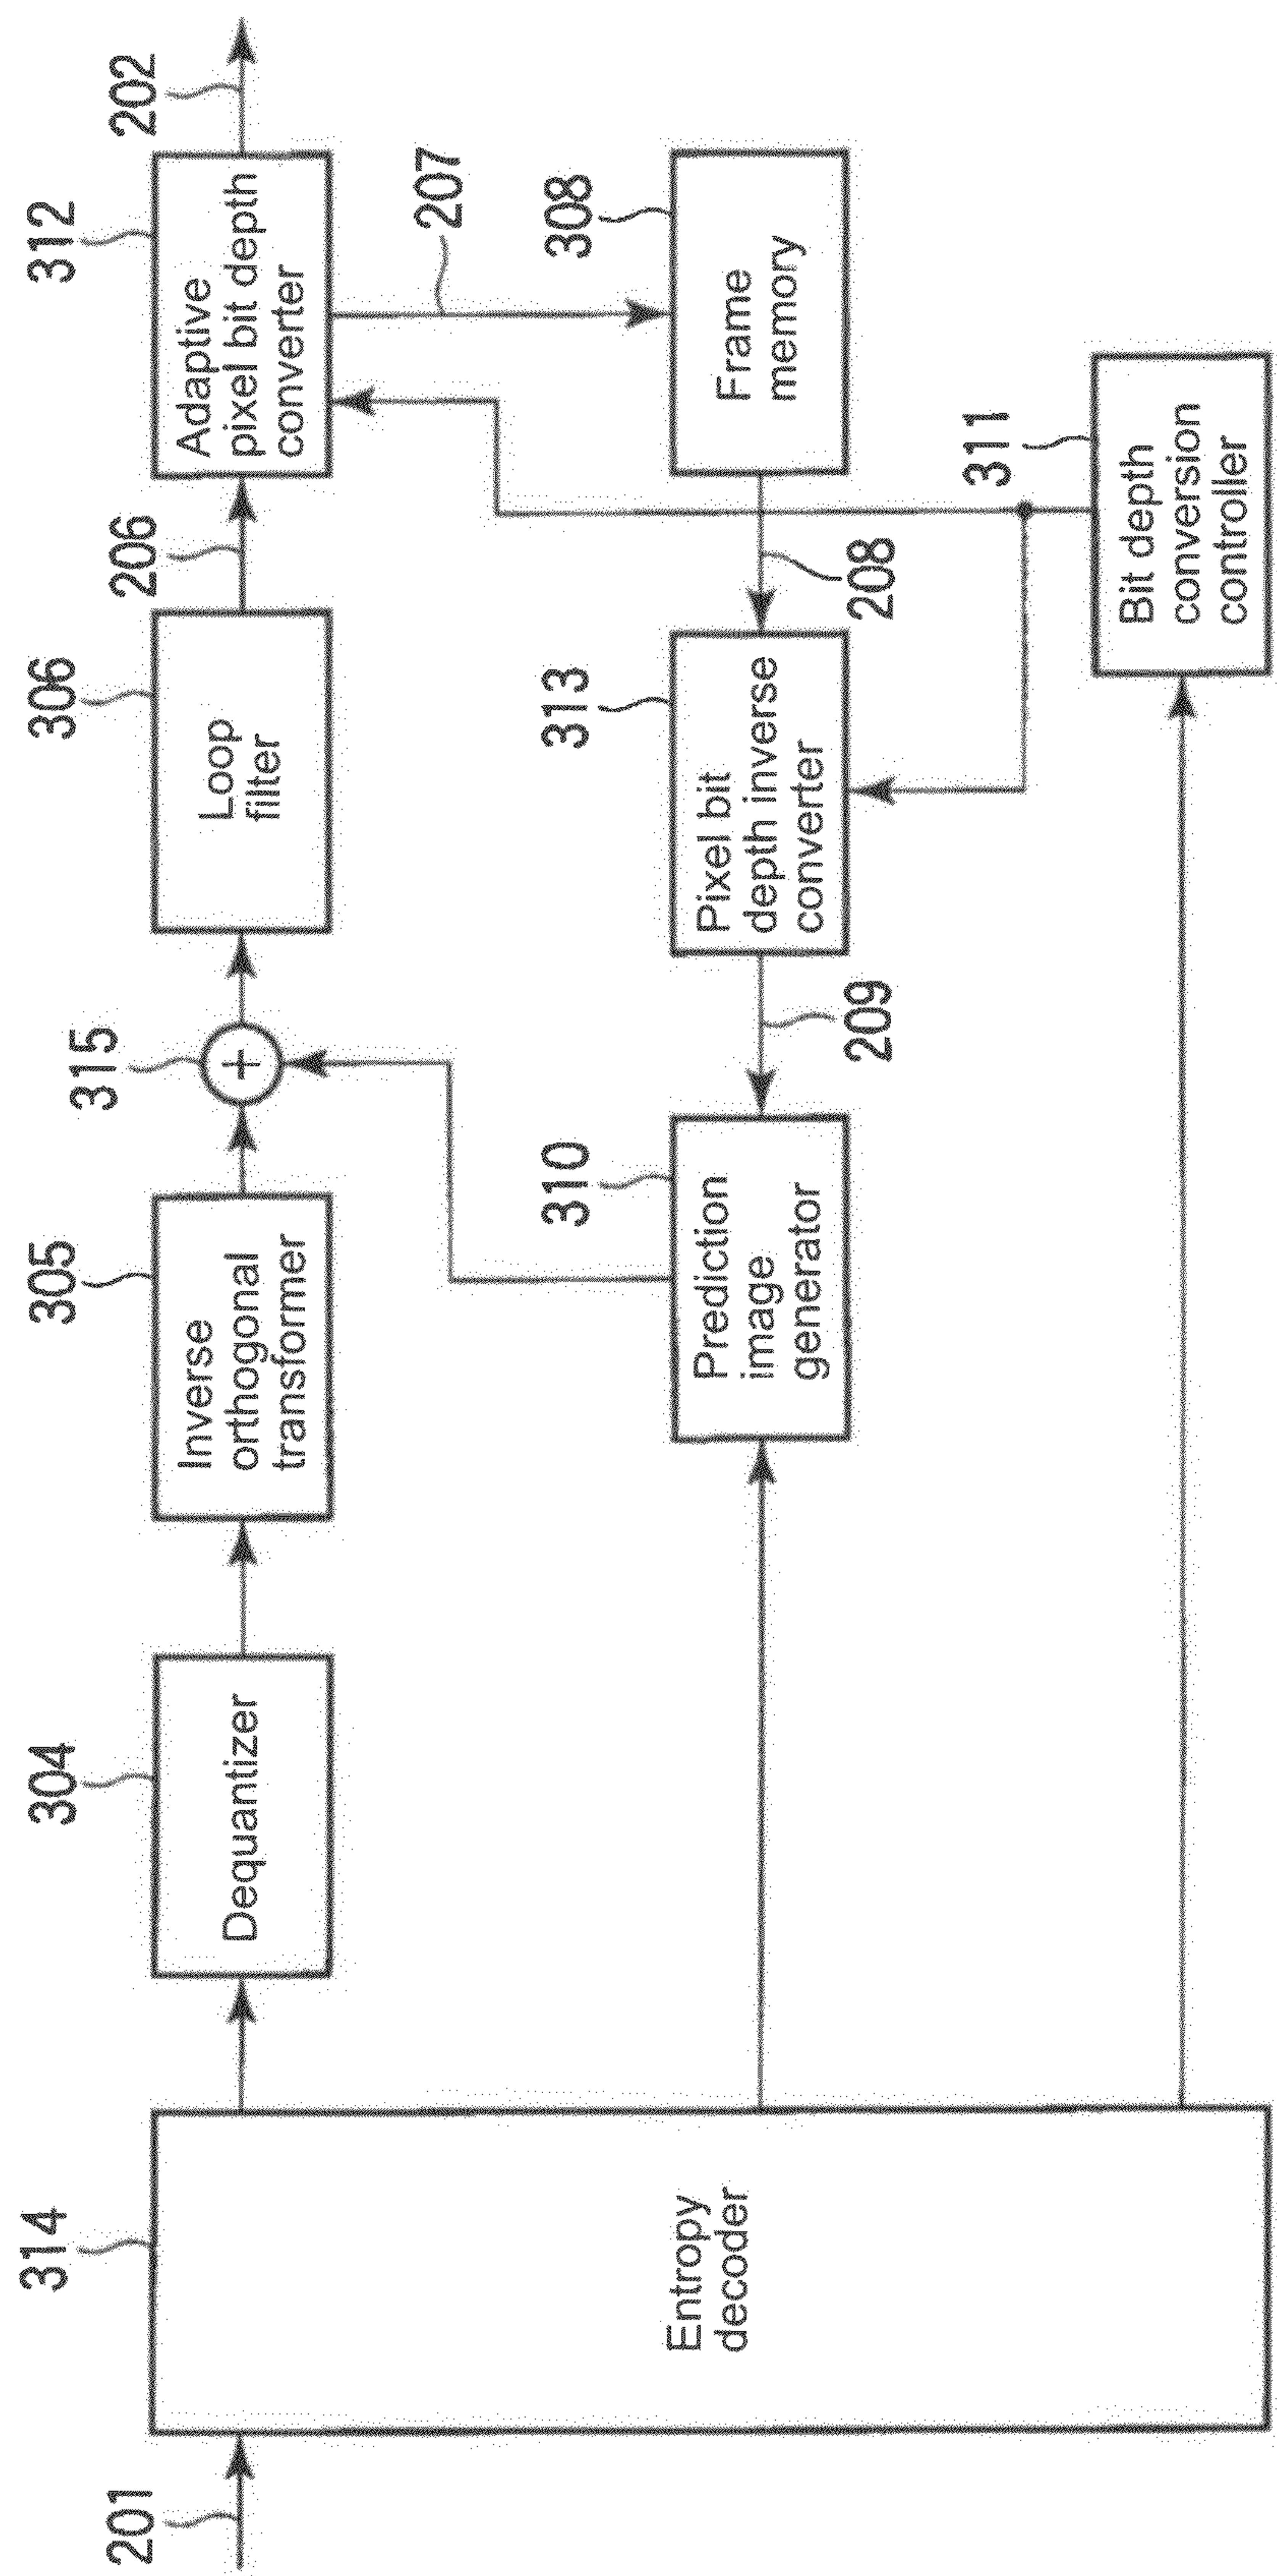 314
304
305
315
306
312
201
206
202
Entropy
decoder
Dequantizer
Inverse
orthogonal
transformer
+
Loop
filter
Adaptive
pixel bit depth
converter
207
310
313
308
Prediction
image
generator
Pixel bit
depth inverse
converter
Frame
memory
209
208
311
Bit depth
conversion
controller